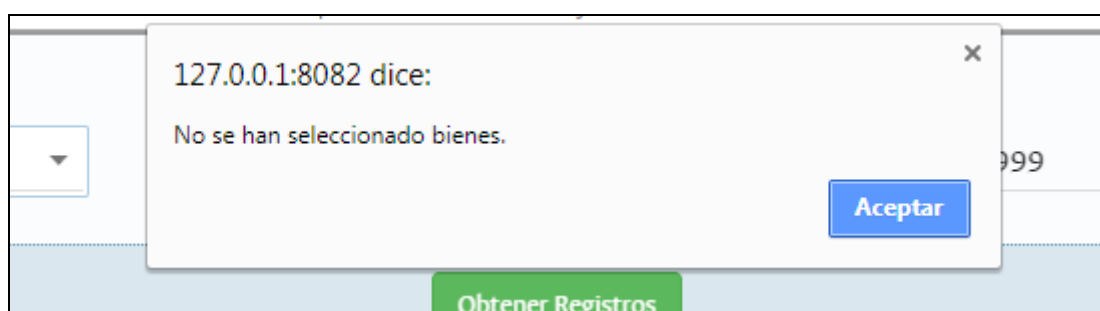 127.0.0.1:8082 dice:
No se han seleccionado bienes.
999
Aceptar
Obtener Registros